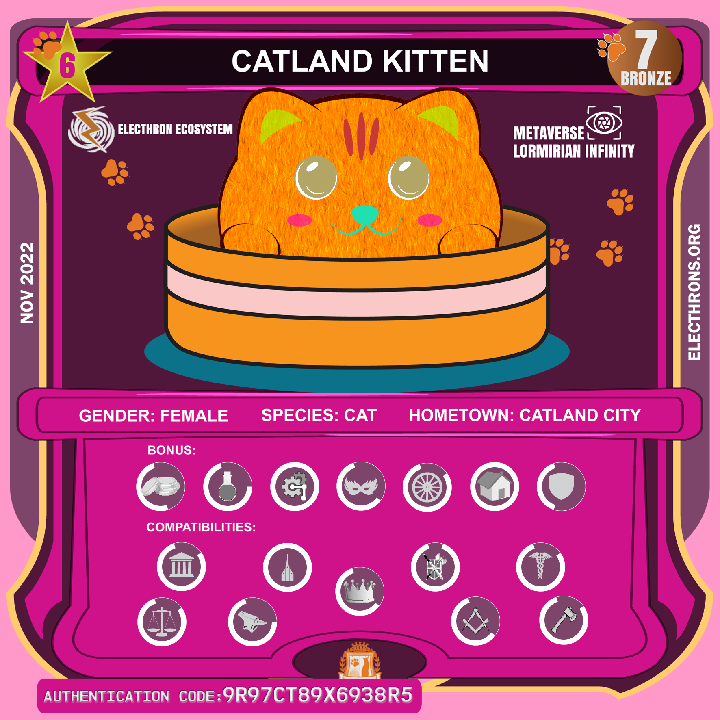 6
CATLAND KITTEN
7
BRONZE
ELECTHRON ECOSYSTEM
METAVERSE
LORMIRIAN INFINITY
NOV 2022
ELECTHRONS.ORG
GENDER: FEMALE SPECIES: CAT HOMETOWN: CATLAND CITY
BONUS:
COMPATIBILITIES:
AUTHENTICATION CODE:9R97CT89X6938R5